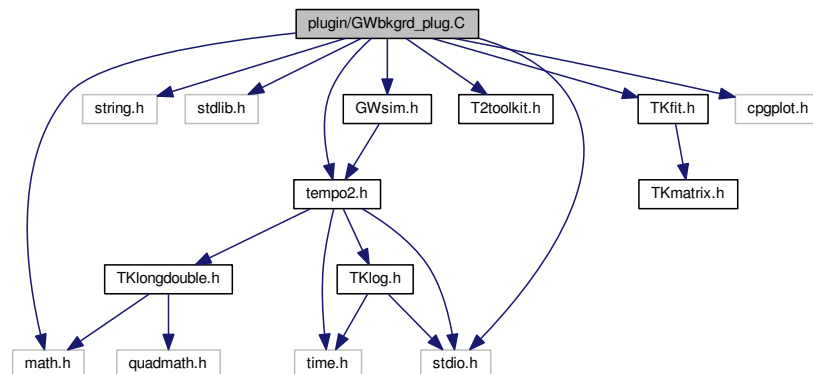 plugin/GWbkgrd_plug.C
string.h
stdlib.h
GWsim.h
T2toolkit.h
TKfit.h
cpgplot.h
tempo2.h
TKmatrix.h
TKlongdouble.h
TKlog.h
math.h
quadmath.h
time.h
stdio.h